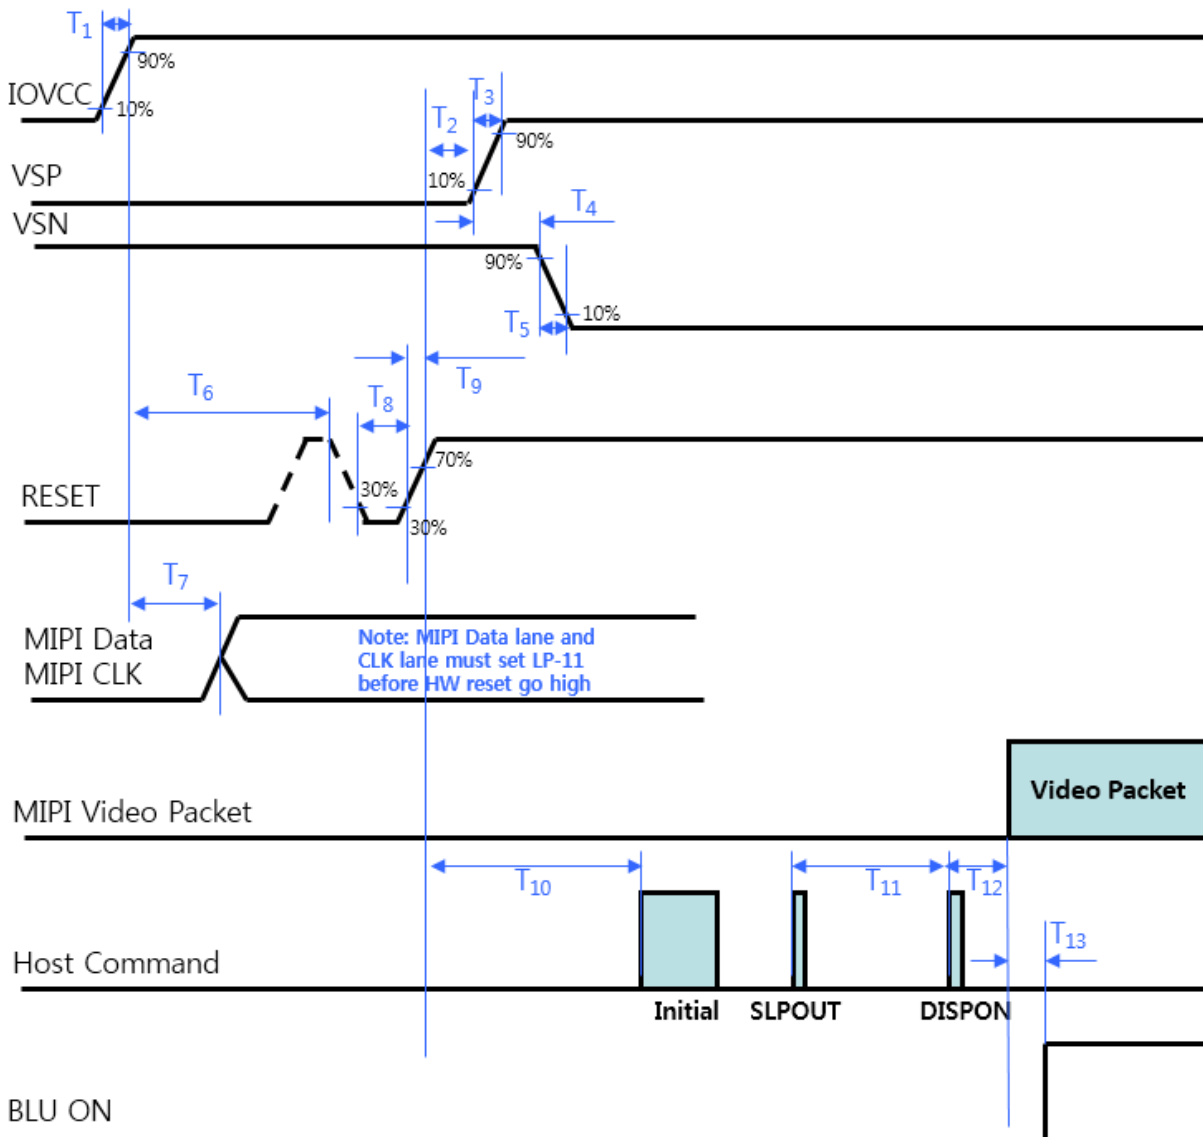 T1
90%
IOVCC
10%
T3
T2
90%
VSP
10%
T4
VSN
90%
10%
T5
T9
T6
T8
70%
30%
RESET
30%
T7
MIPI Data
MIPI CLK
Note: MIPI Data lane and
CLK lane must set LP-11
before HW reset go high
Video Packet
MIPI Video Packet
T10
T11
T12
T13
Host Command
Initial
SLPOUT
DISPON
BLU ON